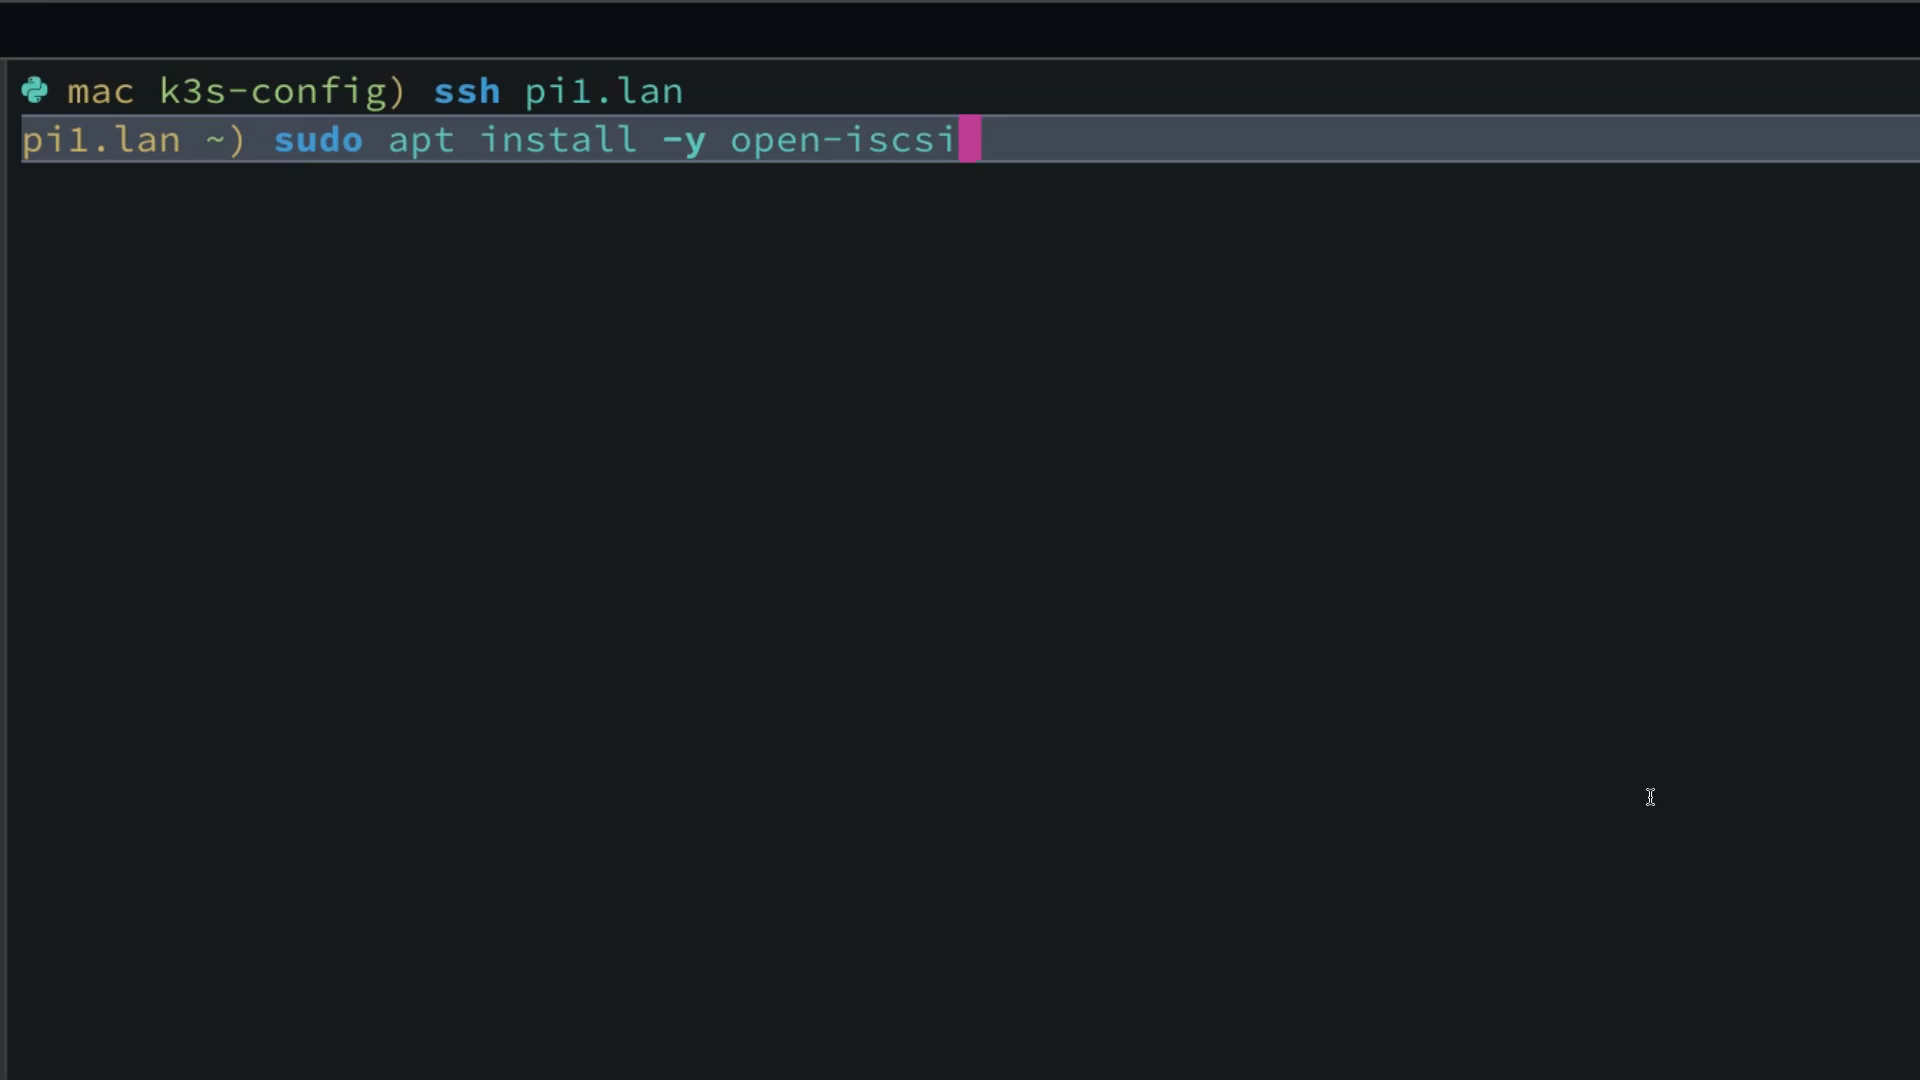 mac k3s-config) ssh pi1.lan
pi1.lan ~) sudo apt install -y open-iscsi